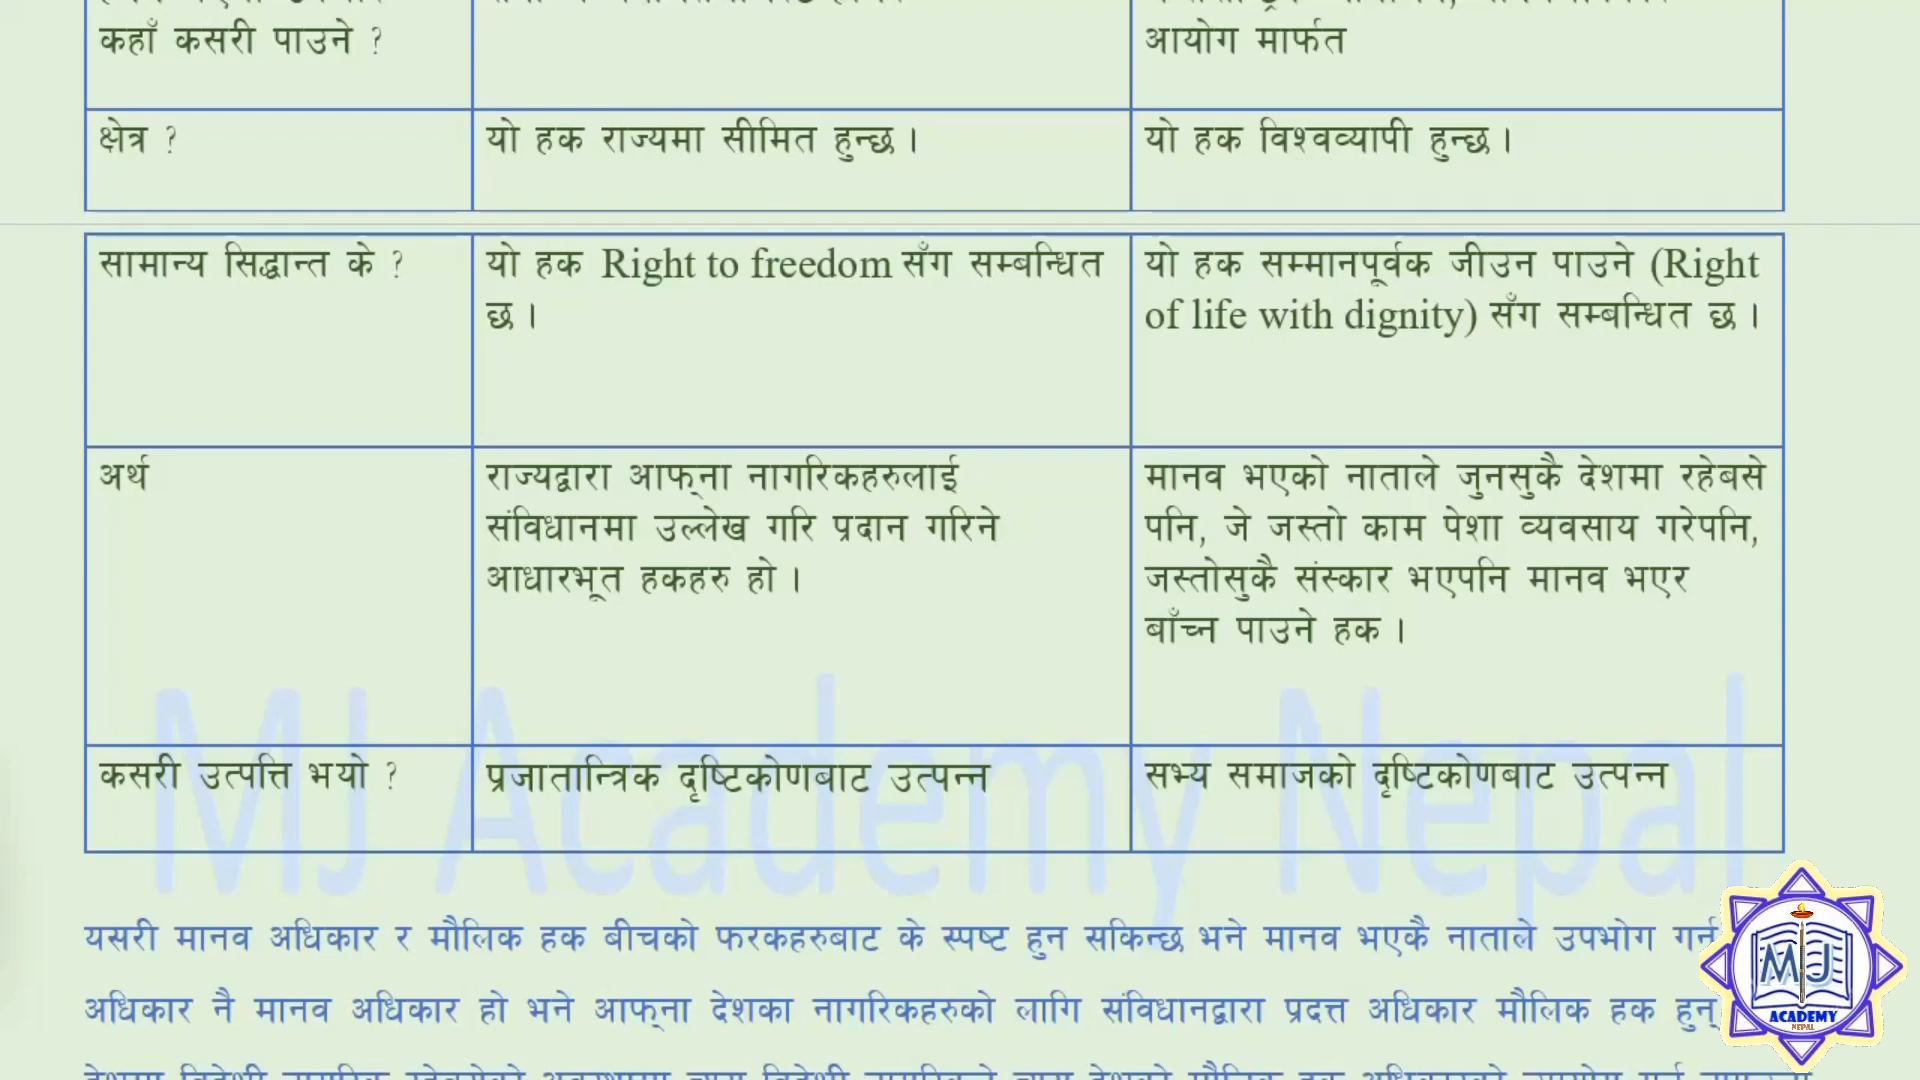 कहाँ कसरी पाउने ?
आयोग मार्फत
क्षेत्र ?
यो हक राज्यमा सीमित हुन्छ ।
यो हक विश्वव्यापी हुन्छ ।
सामान्य सिद्धान्त के ?
यो हक Right to freedom सँग सम्बन्धित
छ ।
यो हक सम्मानपूर्वक जीउन पाउने (Right
of life with dignity) सँग सम्बन्धित छ ।
अर्थ
राज्यद्वारा आफ्ना नागरिकहरुलाई
संविधानमा उल्लेख गरि प्रदान गरिने
आधारभूत हकहरु हो ।
मानव भएको नाताले जुनसुकै देशमा रहेबसे
पनि, जे जस्तो काम पेशा व्यवसाय गरेपनि,
जस्तोसुकै संस्कार भएपनि मानव भएर
बाँच्न पाउने हक ।
कसरी उत्पत्ति भयो ?
प्रजातान्त्रिक दृष्टिकोणबाट उत्पन्न
सभ्य समाजको दृष्टिकोणबाट उत्पन्न
MJ Academy Nepal
यसरी मानव अधिकार र मौलिक हक बीचको फरकहरुबाट के स्पष्ट हुन सकिन्छ भने मानव भएकै नाताले उपभोग गर्न
अधिकार नै मानव अधिकार हो भने आफ्ना देशका नागरिकहरुको लागि संविधानद्वारा प्रदत्त अधिकार मौलिक हक हुन्
MJ
ACADEMY
NEPAL